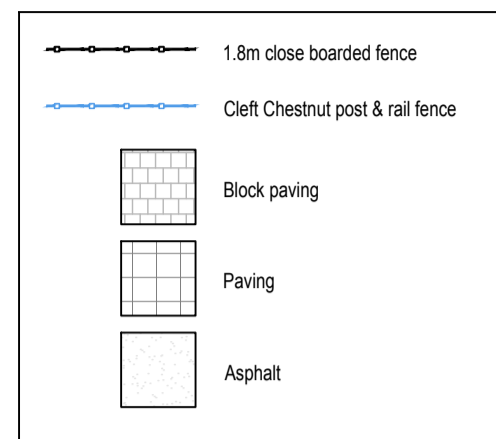 1.8m close boarded fence
Cleft Chestnut post & rail fence
Block paving
Paving
Asphalt